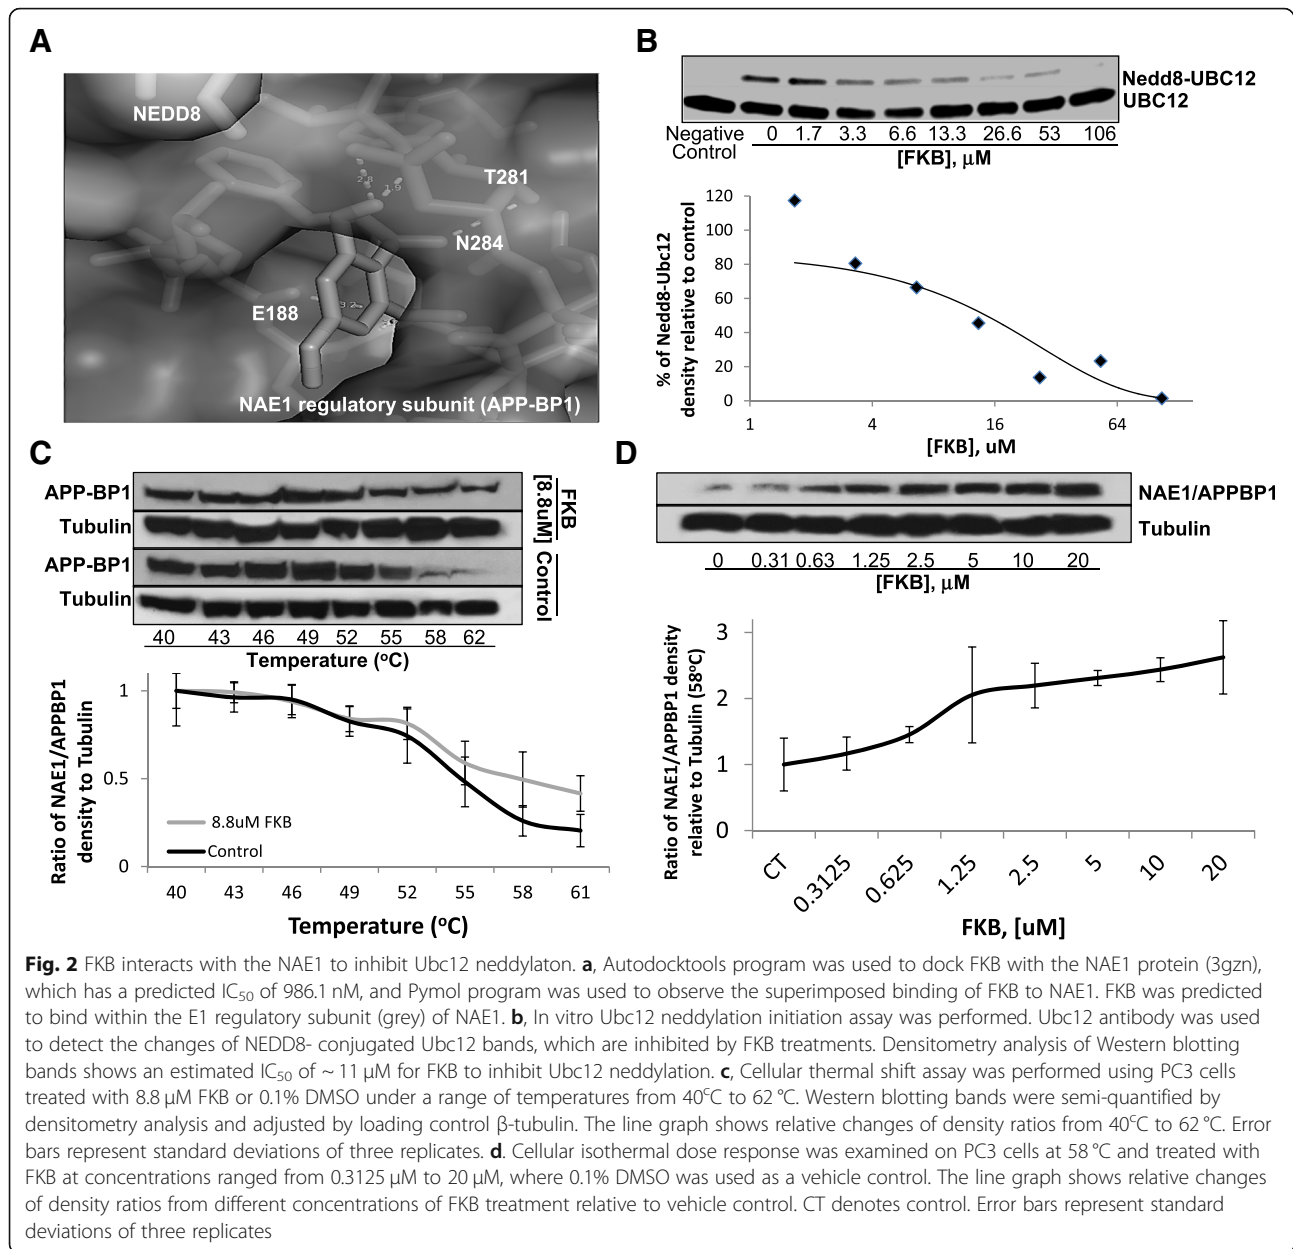 A
NEDD8
2.8
1.9
T281
N284
E188
3.2
NAE1 regulatory subunit (APP-BP1)
B
Nedd8-UBC12
UBC12
Negative Control
0 1.7 3.3 6.6 13.3 26.6 53 106
[FKB], µM
% of Nedd8-Ubc12
density relative to control
120
100
80
60
40
20
0
1 4 16 64
[FKB], uM
C
APP-BP1
Tubulin
FKB
[8.8uM]
APP-BP1
Tubulin
Control
40 43 46 49 52 55 58 62
Temperature (ºC)
Ratio of NAE1/APPBP1
density to Tubulin
1
0.5
0
8.8uM FKB
Control
40 43 46 49 52 55 58 61
Temperature (ºC)
D
NAE1/APPBP1
Tubulin
0 0.31 0.63 1.25 2.5 5 10 20
[FKB], µM
Ratio of NAE1/APPBP1 density
relative to Tubulin (58ºC)
3
2
1
0
CT 0.3125 0.625 1.25 2.5 5 10 20
FKB, [uM]
Fig. 2 FKB interacts with the NAE1 to inhibit Ubc12 neddylaton. a, Autodocktools program was used to dock FKB with the NAE1 protein (3gzn),
which has a predicted IC50 of 986.1 nM, and Pymol program was used to observe the superimposed binding of FKB to NAE1. FKB was predicted
to bind within the E1 regulatory subunit (grey) of NAE1. b, In vitro Ubc12 neddylation initiation assay was performed. Ubc12 antibody was used
to detect the changes of NEDD8- conjugated Ubc12 bands, which are inhibited by FKB treatments. Densitometry analysis of Western blotting
bands shows an estimated IC50 of ~ 11 µM for FKB to inhibit Ubc12 neddylation. c, Cellular thermal shift assay was performed using PC3 cells
treated with 8.8 µM FKB or 0.1% DMSO under a range of temperatures from 40ºC to 62 °C. Western blotting bands were semi-quantified by
densitometry analysis and adjusted by loading control β-tubulin. The line graph shows relative changes of density ratios from 40ºC to 62 °C. Error
bars represent standard deviations of three replicates. d. Cellular isothermal dose response was examined on PC3 cells at 58 °C and treated with
FKB at concentrations ranged from 0.3125 µM to 20 µM, where 0.1% DMSO was used as a vehicle control. The line graph shows relative changes
of density ratios from different concentrations of FKB treatment relative to vehicle control. CT denotes control. Error bars represent standard
deviations of three replicates